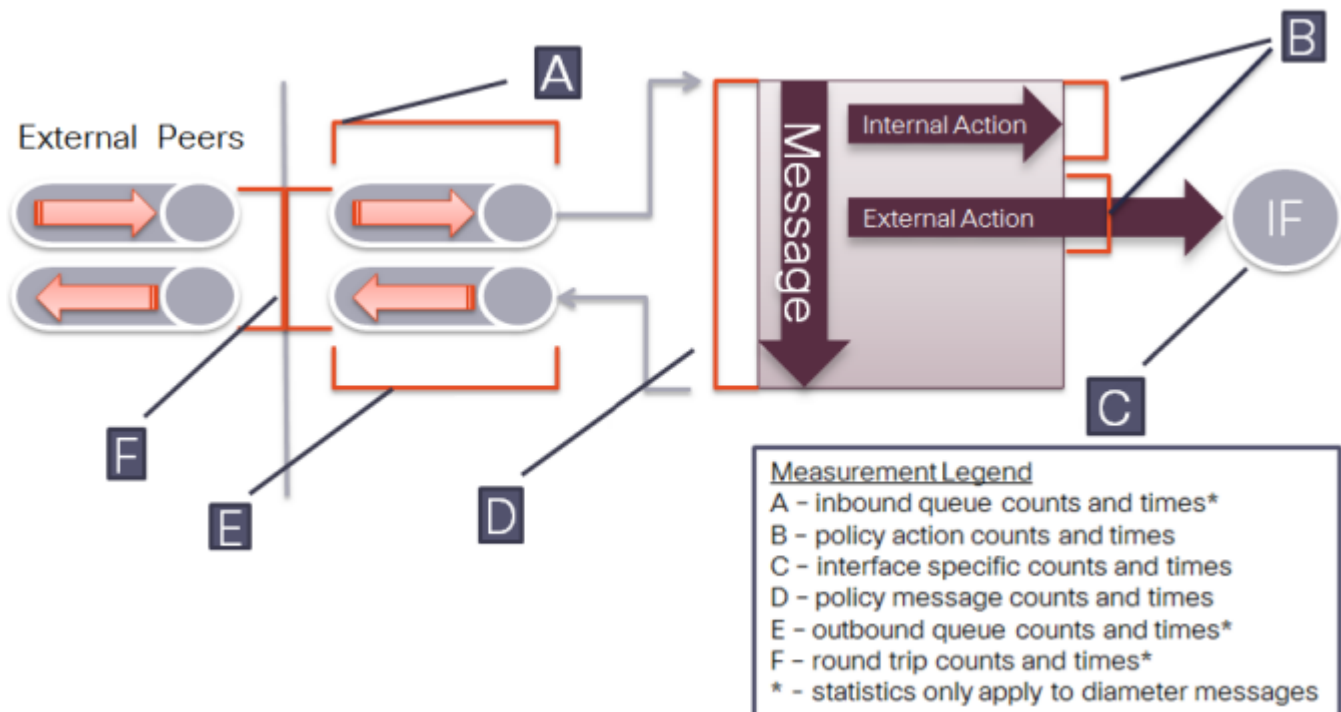 B
A
External Peers
Message
Internal Action
External Action
IF
F
E
D
C
Measurement Legend
A – inbound queue counts and times*
B – policy action counts and times
C – interface specific counts and times
D – policy message counts and times
E – outbound queue counts and times*
F – round trip counts and times*
* – statistics only apply to diameter messages